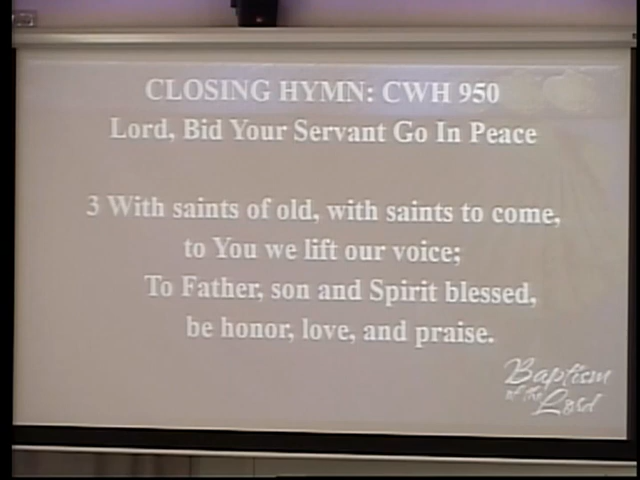 CLOSING HYMN: CWH 950
Lord, Bid Your Servant Go In Peace
3 With saints of old, with saints to come,
to You we lift our voice;
To Father, son and Spirit blessed,
be honor, love, and praise.
Baptism
of the Lord